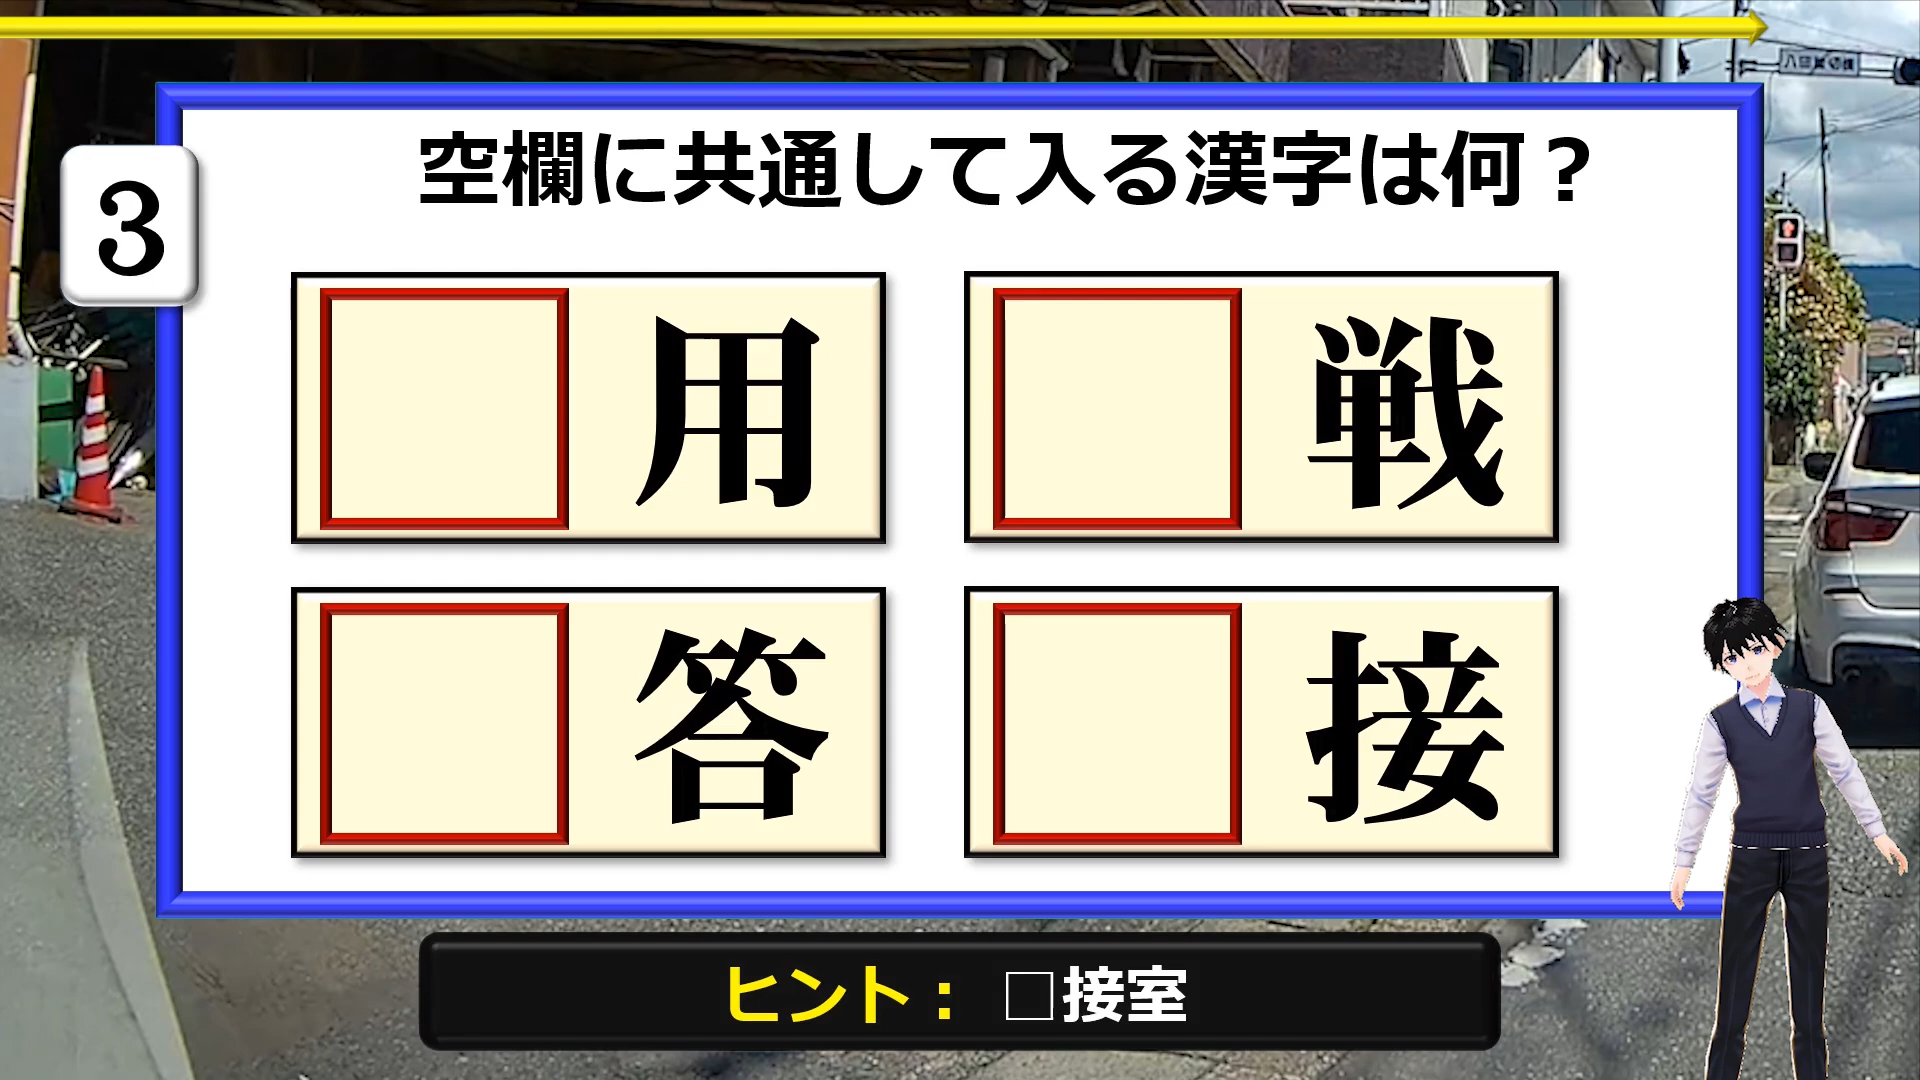 空欄に共通して入る漢字は何？
3
用
戦
答
接
ヒント： □接室